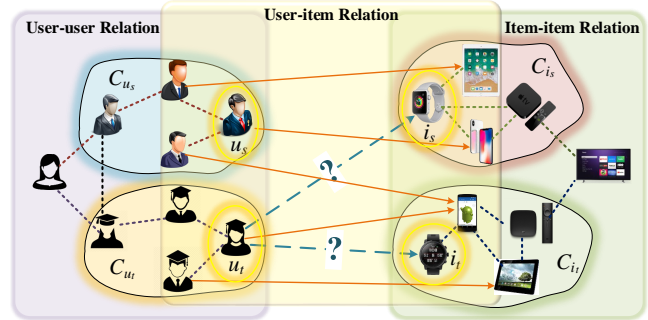 User-item Relation
User-user Relation
Item-item Relation
C_{u_s}
C_{i_s}
u_s
i_s
?
?
C_{u_t}
u_t
i_t
C_{i_t}